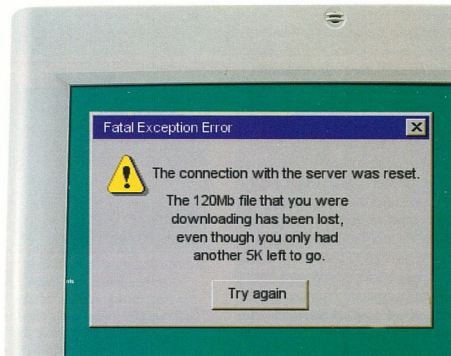 Fatal Exception Error
The connection with the server was reset.
The 120Mb file that you were
downloading has been lost,
even though you only had
another 5K left to go.
Try again